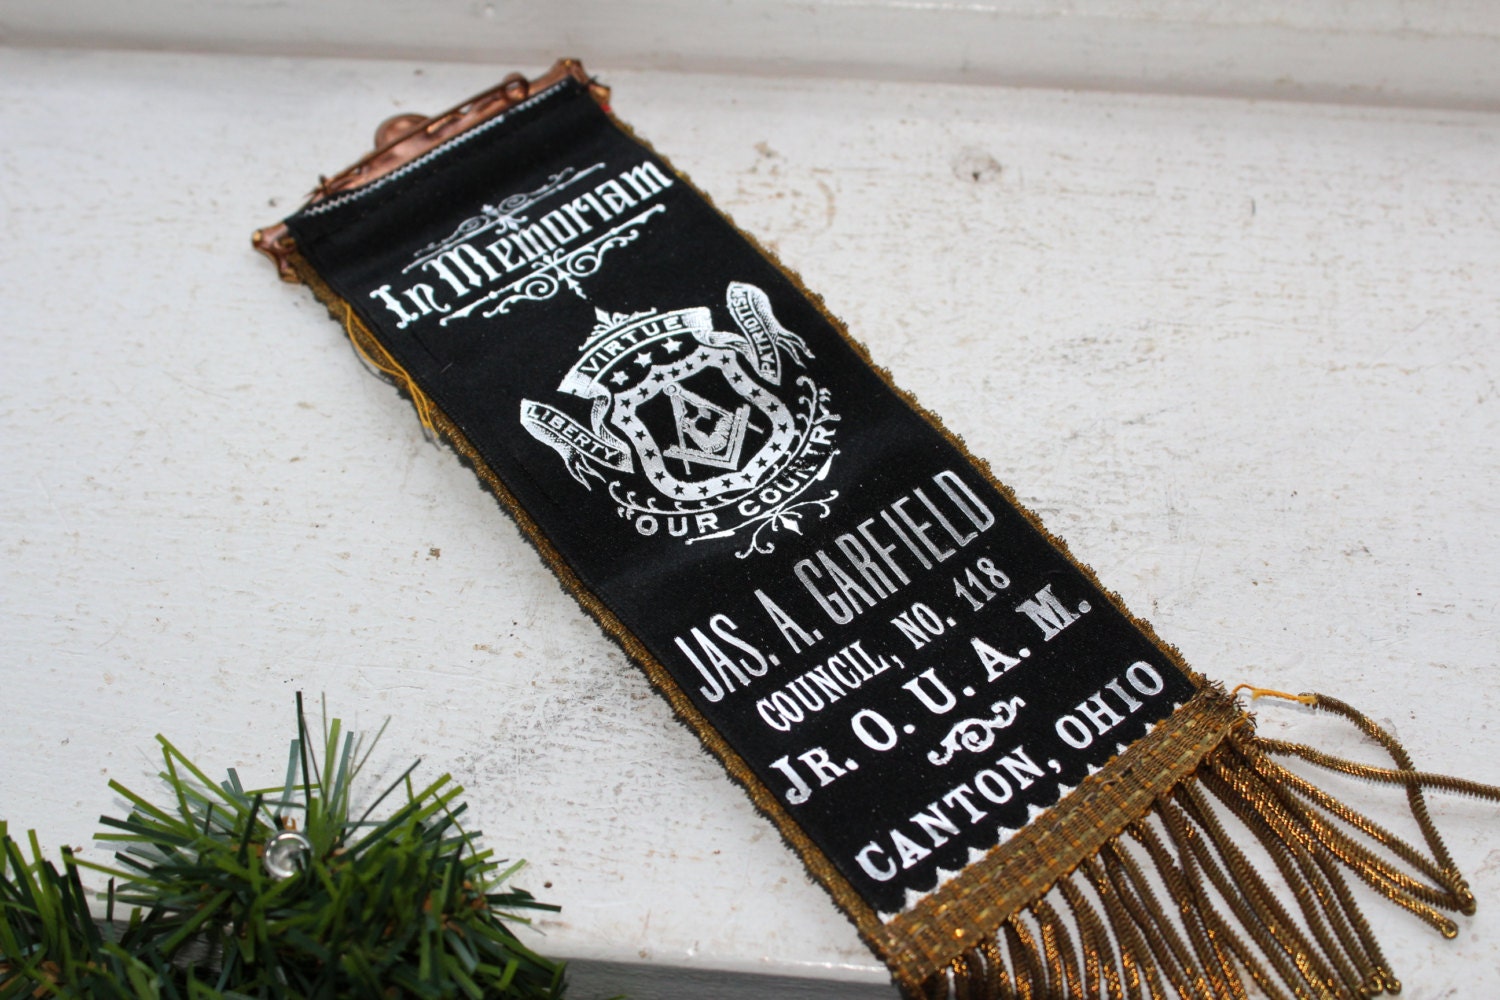 In Memoriam
VIRTUE
LIBERTY
PATRIOTISM
"OUR COUNTRY"
JAS. A. GARFIELD
COUNCIL, NO. 118
JR. O. U. A. M.
CANTON, OHIO